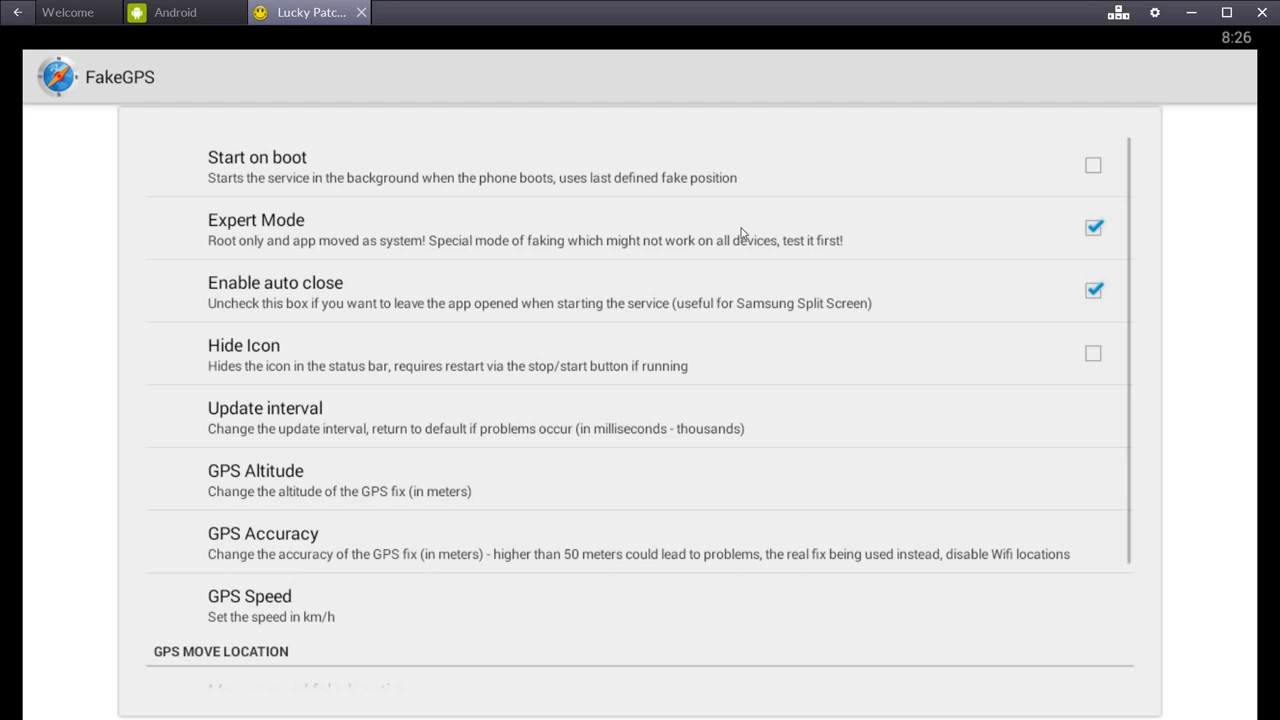 Welcome
Android
Lucky Patc...
8:26
FakeGPS
Start on boot
Starts the service in the background when the phone boots, uses last defined fake position
Expert Mode
Root only and app moved as system! Special mode of faking which might not work on all devices, test it first!
Enable auto close
Uncheck this box if you want to leave the app opened when starting the service (useful for Samsung Split Screen)
Hide Icon
Hides the icon in the status bar, requires restart via the stop/start button if running
Update interval
Change the update interval, return to default if problems occur (in milliseconds - thousands)
GPS Altitude
Change the altitude of the GPS fix (in meters)
GPS Accuracy
Change the accuracy of the GPS fix (in meters) - higher than 50 meters could lead to problems, the real fix being used instead, disable Wifi locations
GPS Speed
Set the speed in km/h
GPS MOVE LOCATION